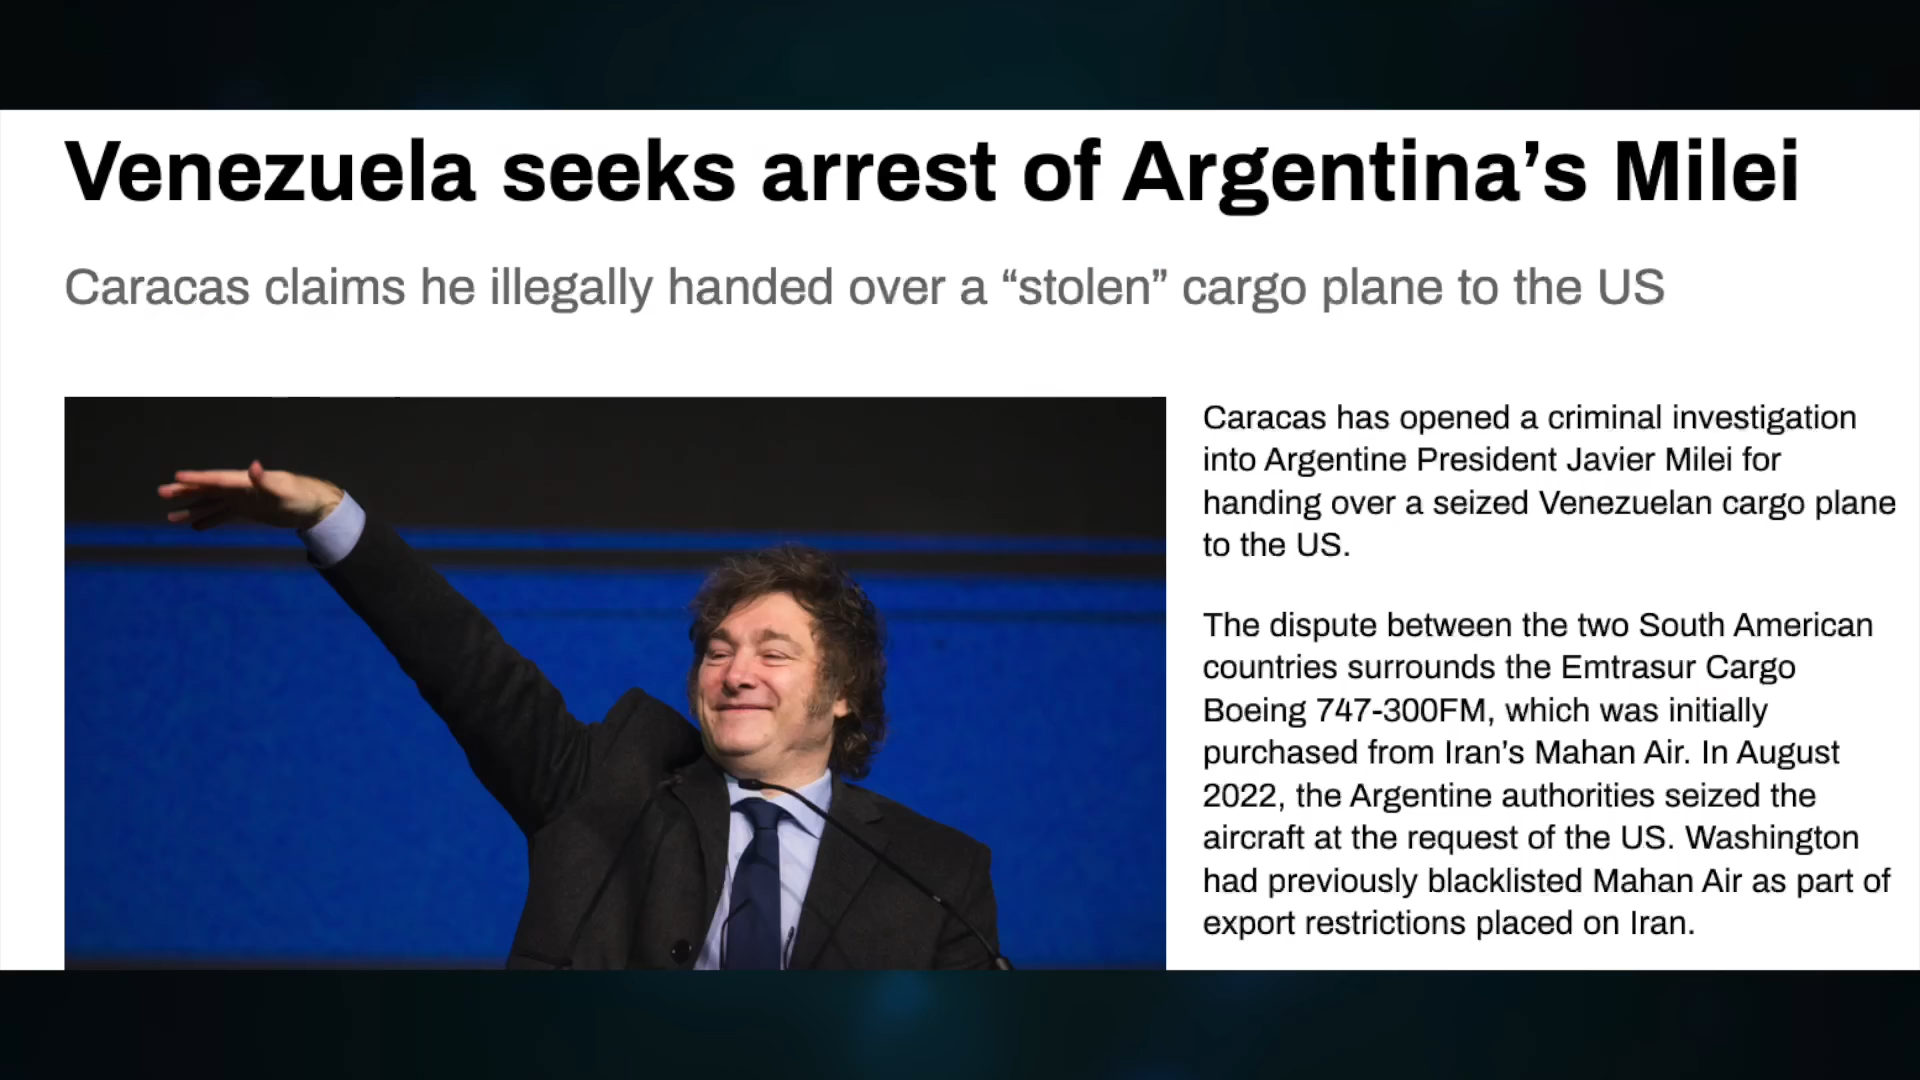 Venezuela seeks arrest of Argentina’s Milei
Caracas claims he illegally handed over a “stolen” cargo plane to the US
Caracas has opened a criminal investigation
into Argentine President Javier Milei for
handing over a seized Venezuelan cargo plane
to the US.
The dispute between the two South American
countries surrounds the Emtrasur Cargo
Boeing 747-300FM, which was initially
purchased from Iran’s Mahan Air. In August
2022, the Argentine authorities seized the
aircraft at the request of the US. Washington
had previously blacklisted Mahan Air as part of
export restrictions placed on Iran.